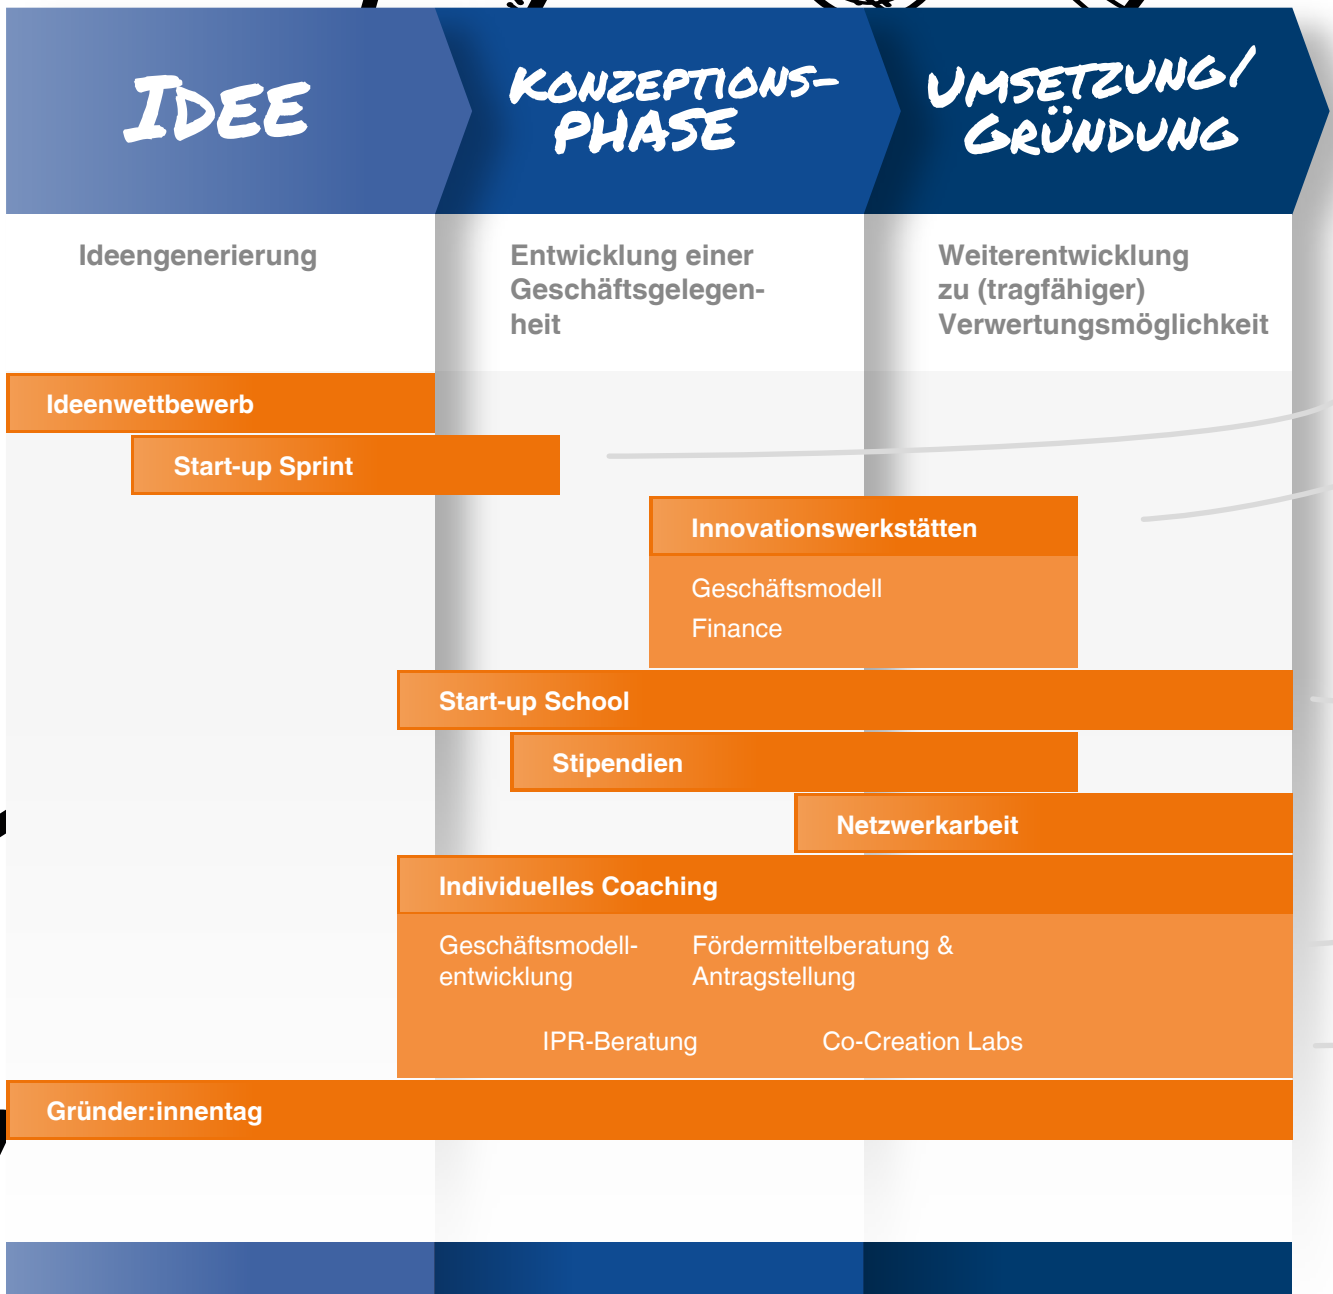 IDEE
KONZEPTIONS-
PHASE
UMSETZUNG/
GRÜNDUNG
Ideengenerierung
Entwicklung einer
Geschäftsgelegen-
heit
Weiterentwicklung
zu (tragfähiger)
Verwertungsmöglichkeit
Ideenwettbewerb
Start-up Sprint
Innovationswerkstätten
Geschäftsmodell
Finance
Start-up School
Stipendien
Netzwerkarbeit
Individuelles Coaching
Geschäftsmodell-
entwicklung
Fördermittelberatung &
Antragstellung
IPR-Beratung
Co-Creation Labs
Gründer:innentag